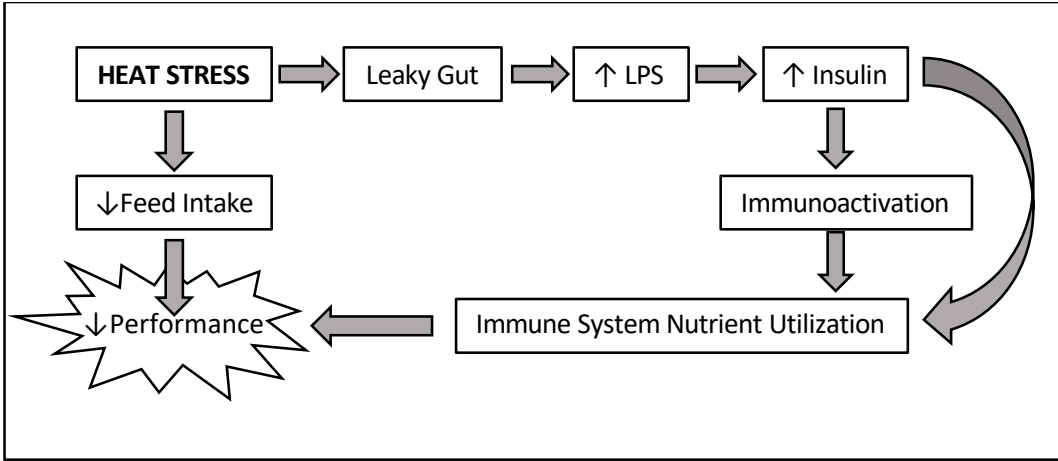 HEAT STRESS
Leaky Gut
↑ LPS
↑ Insulin
↓Feed Intake
Immunoactivation
↓Performance
Immune System Nutrient Utilization